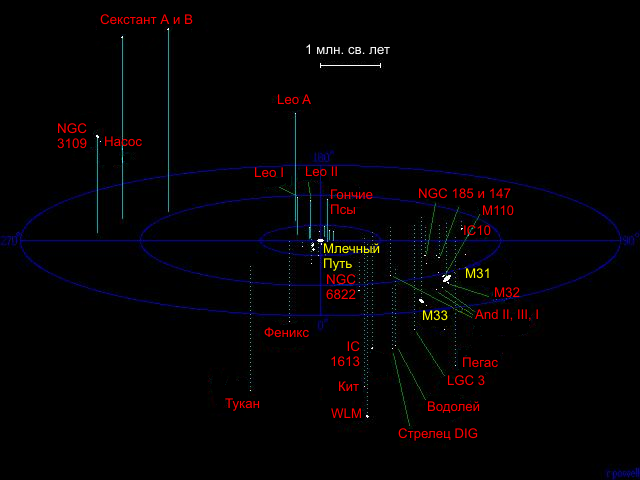 Секстант А и В
1 млн. св. лет
Leo A
NGC
3109
Насос
180°
Leo I
Leo II
Гончие
Псы
NGC 185 и 147
M110
IC10
270°
90°
Млечный
Путь
M31
NGC
6822
M32
And II, III, I
M33
0°
Феникс
IC
1613
Пегас
LGC 3
Кит
Тукан
Водолей
WLM
Стрелец DIG
r.powell